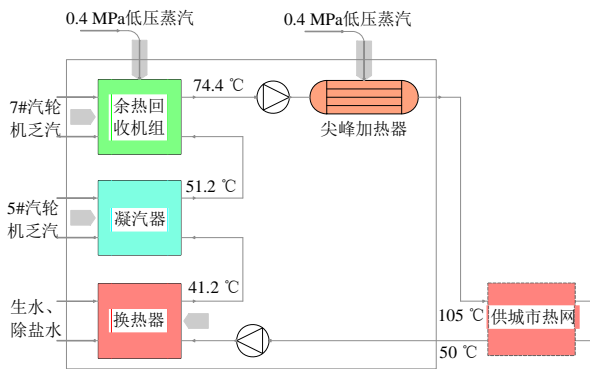 0.4 MPa低压蒸汽
0.4 MPa低压蒸汽
74.4 ℃
7#汽轮
机乏汽
余热回
收机组
尖峰加热器
51.2 ℃
5#汽轮
机乏汽
凝汽器
41.2 ℃
生水、
除盐水
换热器
105 ℃
供城市热网
50 ℃